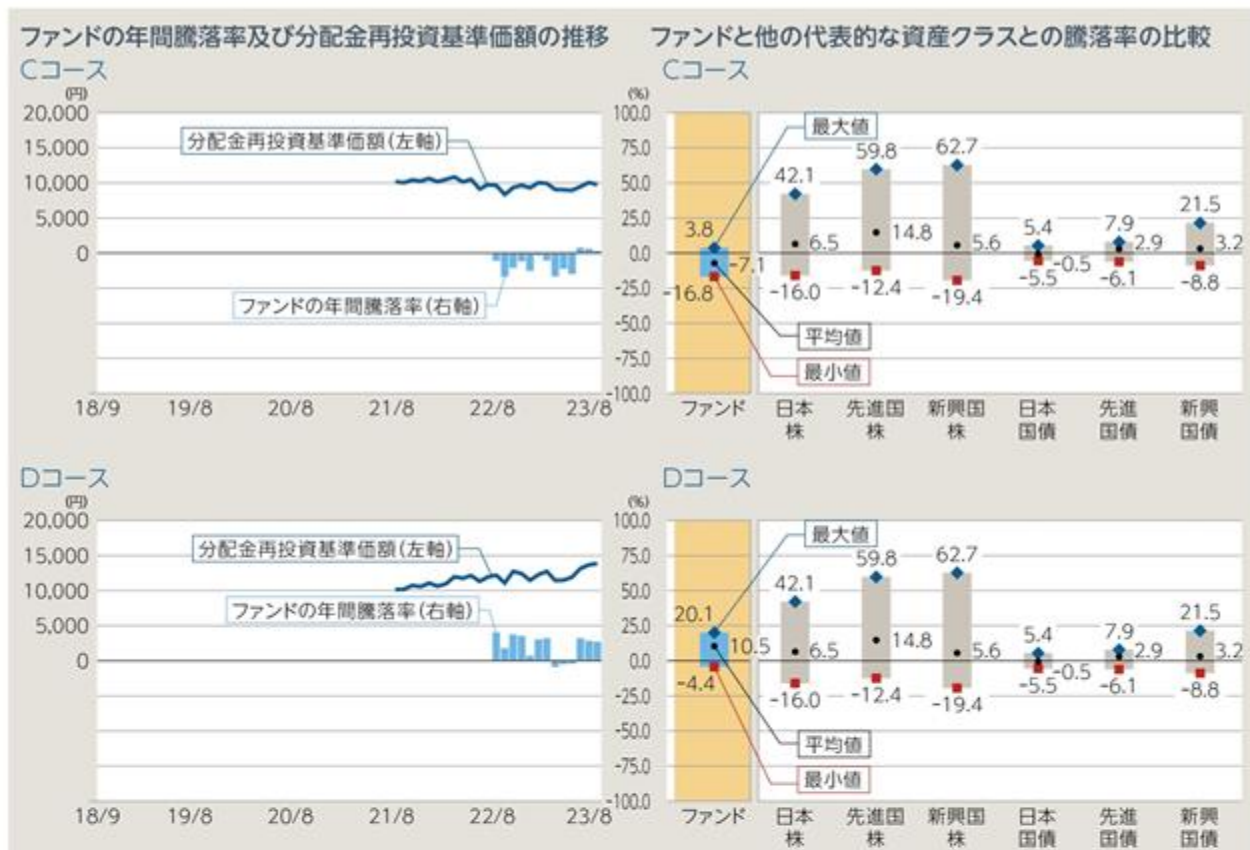 ファンドの年間騰落率及び分配金再投資基準価額の推移
Cコース
(円)
20,000
15,000
10,000
5,000
0
分配金再投資基準価額(左軸)
ファンドの年間騰落率(右軸)
18/9 19/8 20/8 21/8 22/8 23/8
ファンドと他の代表的な資産クラスとの騰落率の比較
Cコース
(%)
100.0
75.0
50.0
25.0
0.0
-25.0
-50.0
-75.0
-100.0
最大値
平均値
最小値
3.8 42.1 59.8 62.7 5.4 7.9 21.5
-7.1 6.5 14.8 5.6 -0.5 2.9 3.2
-16.8 -16.0 -12.4 -19.4 -5.5 -6.1 -8.8
ファンド 日本 先進国 新興国 日本 先進 新興
株 株 株 国債 国債 国債
Dコース
(円)
20,000
15,000
10,000
5,000
0
分配金再投資基準価額(左軸)
ファンドの年間騰落率(右軸)
18/9 19/8 20/8 21/8 22/8 23/8
Dコース
(%)
100.0
75.0
50.0
25.0
0.0
-25.0
-50.0
-75.0
-100.0
最大値
平均値
最小値
20.1 42.1 59.8 62.7 5.4 7.9 21.5
10.5 6.5 14.8 5.6 -0.5 2.9 3.2
-4.4 -16.0 -12.4 -19.4 -5.5 -6.1 -8.8
ファンド 日本 先進国 新興国 日本 先進 新興
株 株 株 国債 国債 国債